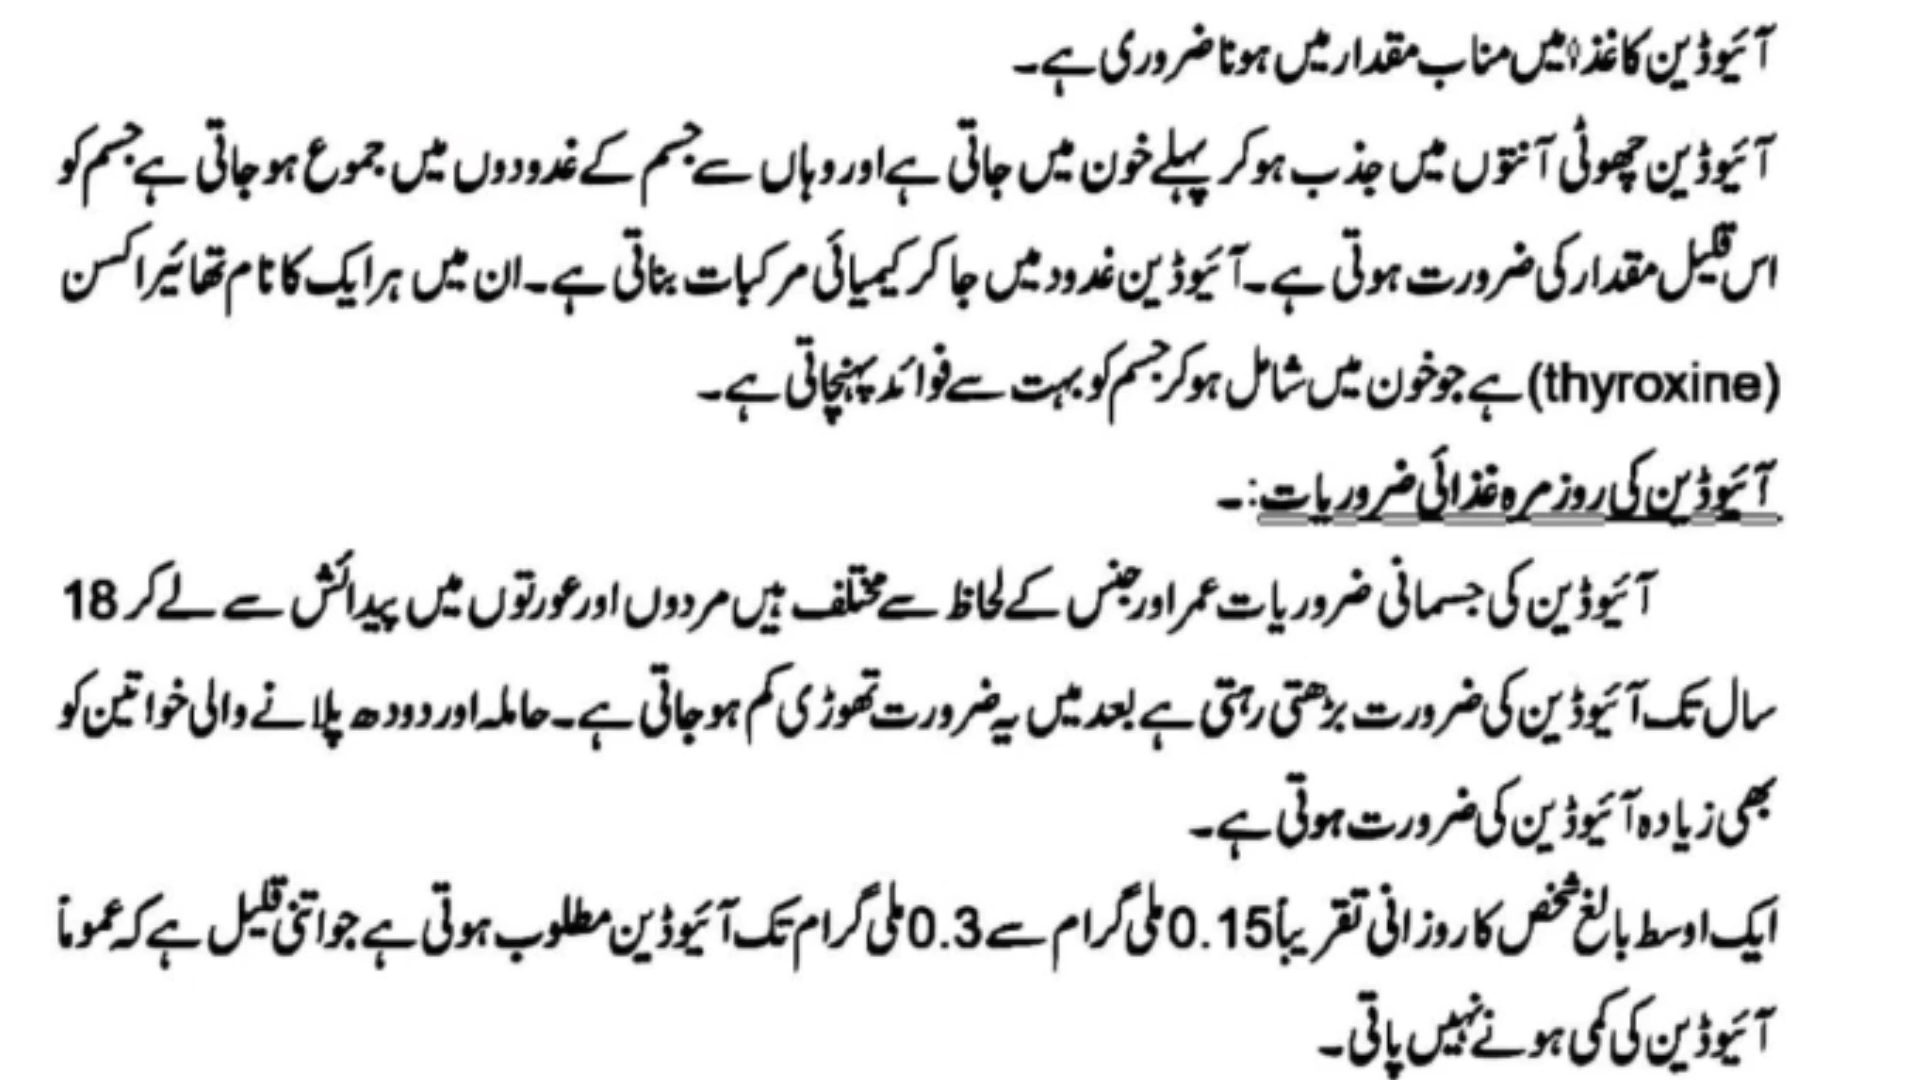 آئیوڈین کا غذا میں مناب مقدار میں ہونا ضروری ہے۔
آئیوڈین چھوٹی آنتوں میں جذب ہو کر پہلے خون میں جاتی ہے اور وہاں سے جسم کے غدودوں میں جموع ہو جاتی ہے جسم کو
اس قلیل مقدار کی ضرورت ہوتی ہے۔ آئیوڈین غدود میں جا کر کیمیائی مرکبات بناتی ہے۔ ان میں ہر ایک کا نام تھائیراکسن
(thyroxine) ہے جو خون میں شامل ہو کر جسم کو بہت سے فوائد پہنچاتی ہے۔
آئیوڈین کی روزمرہ غذائی ضروریات:۔
آئیوڈین کی جسمانی ضروریات عمر اور جنس کے لحاظ سے مختلف ہیں مردوں اور عورتوں میں پیدائش سے لے کر 18
سال تک آئیوڈین کی ضرورت بڑھتی رہتی ہے بعد میں یہ ضرورت تھوڑی کم ہو جاتی ہے۔ حاملہ اور دودھ پلانے والی خواتین کو
بھی زیادہ آئیوڈین کی ضرورت ہوتی ہے۔
ایک اوسط بالغ شخص کا روزانی تقریباً 0.15 ملی گرام سے 0.3 ملی گرام تک آئیوڈین مطلوب ہوتی ہے جو اتنی قلیل ہے کہ عموماً
آئیوڈین کی کمی ہونے نہیں پاتی۔